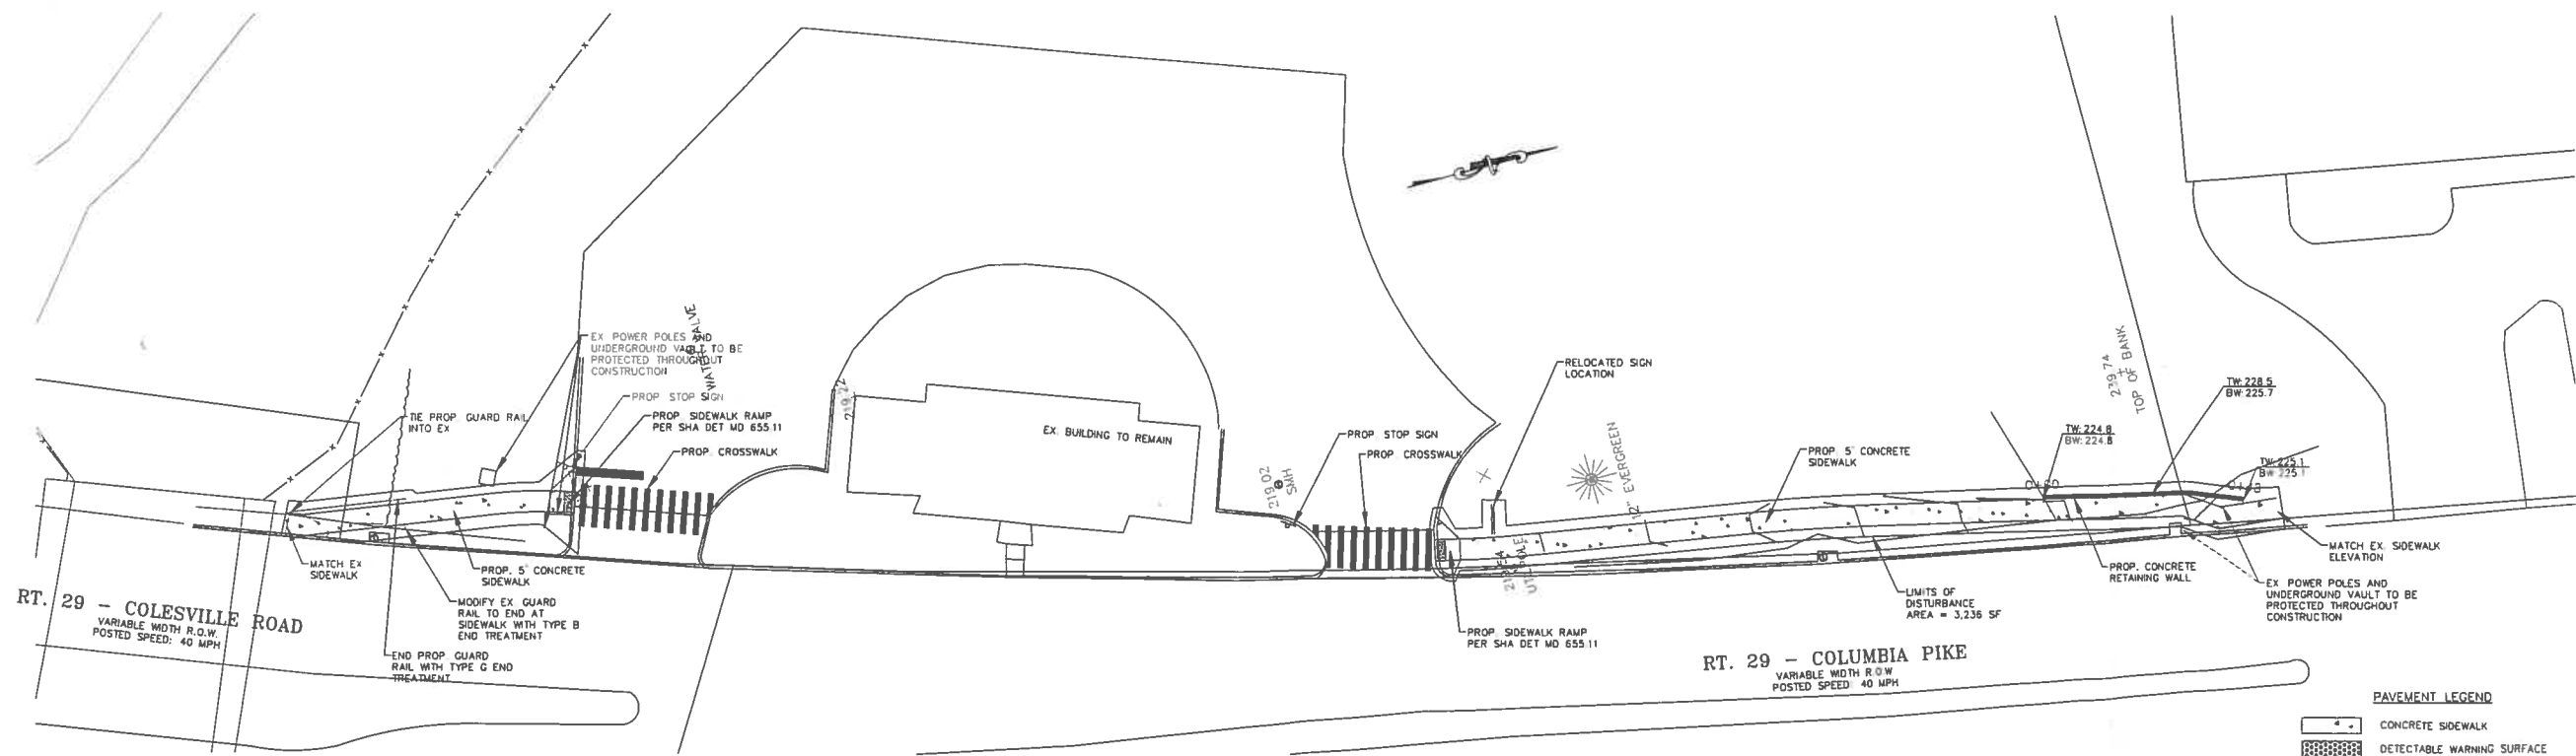 EX POWER POLES AND
UNDERGROUND VAULT TO BE
PROTECTED THROUGHOUT
CONSTRUCTION
WATER VALVE
PROP STOP SIGN
TIE PROP GUARD RAIL
INTO EX
PROP. SIDEWALK RAMP
PER SHA DET MD 655.11
PROP. CROSSWALK
219.22
EX. BUILDING TO REMAIN
MATCH EX
SIDEWALK
PROP. 5' CONCRETE
SIDEWALK
MODIFY EX GUARD
RAIL TO END AT
SIDEWALK WITH TYPE B
END TREATMENT
END PROP GUARD
RAIL WITH TYPE G END
TREATMENT
RT. 29 - COLESVILLE ROAD
VARIABLE WIDTH R.O.W.
POSTED SPEED: 40 MPH
219.02
SMH
PROP. STOP SIGN
PROP. CROSSWALK
RELOCATED SIGN
LOCATION
12" EVERGREEN
UTIL POLE
PROP. SIDEWALK RAMP
PER SHA DET MD 655.11
PROP. 5' CONCRETE
SIDEWALK
239.74
TOP OF BANK
TW: 228.5
BW: 225.7
TW: 224.8
BW: 224.8
TW: 225.1
BW: 225.1
LIMITS OF
DISTURBANCE
AREA = 3,236 SF
PROP. CONCRETE
RETAINING WALL
MATCH EX. SIDEWALK
ELEVATION
EX POWER POLES AND
UNDERGROUND VAULT TO BE
PROTECTED THROUGHOUT
CONSTRUCTION
RT. 29 - COLUMBIA PIKE
VARIABLE WIDTH R.O.W
POSTED SPEED: 40 MPH
PAVEMENT LEGEND
CONCRETE SIDEWALK
DETECTABLE WARNING SURFACE